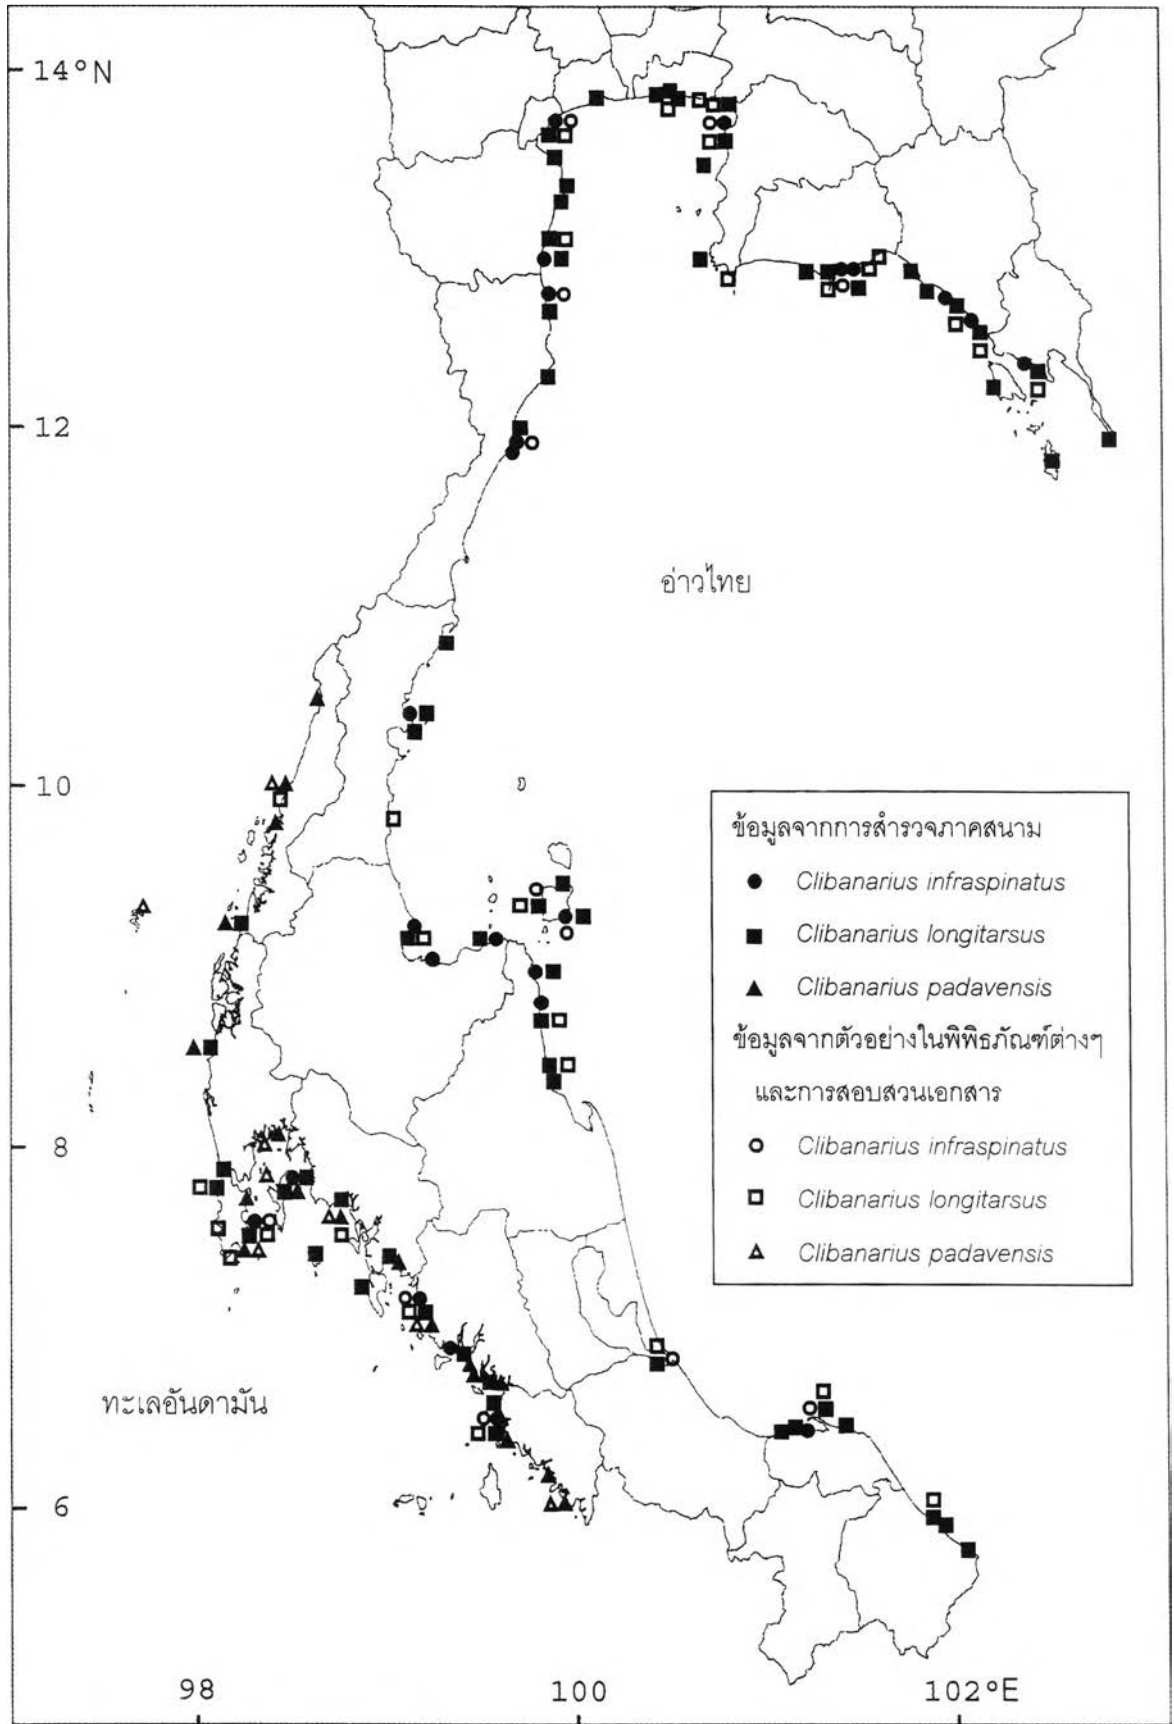 14°N
12
อ่าวไทย
10
ข้อมูลจากการสำรวจภาคสนาม
Clibanarius infraspinatus
Clibanarius longitarsus
Clibanarius padavensis
ข้อมูลจากตัวอย่างในพิพิธภัณฑ์ต่างๆ
และการสอบสวนเอกสาร
Clibanarius infraspinatus
Clibanarius longitarsus
Clibanarius padavensis
8
ทะเลอันดามัน
6
98
100
102°E